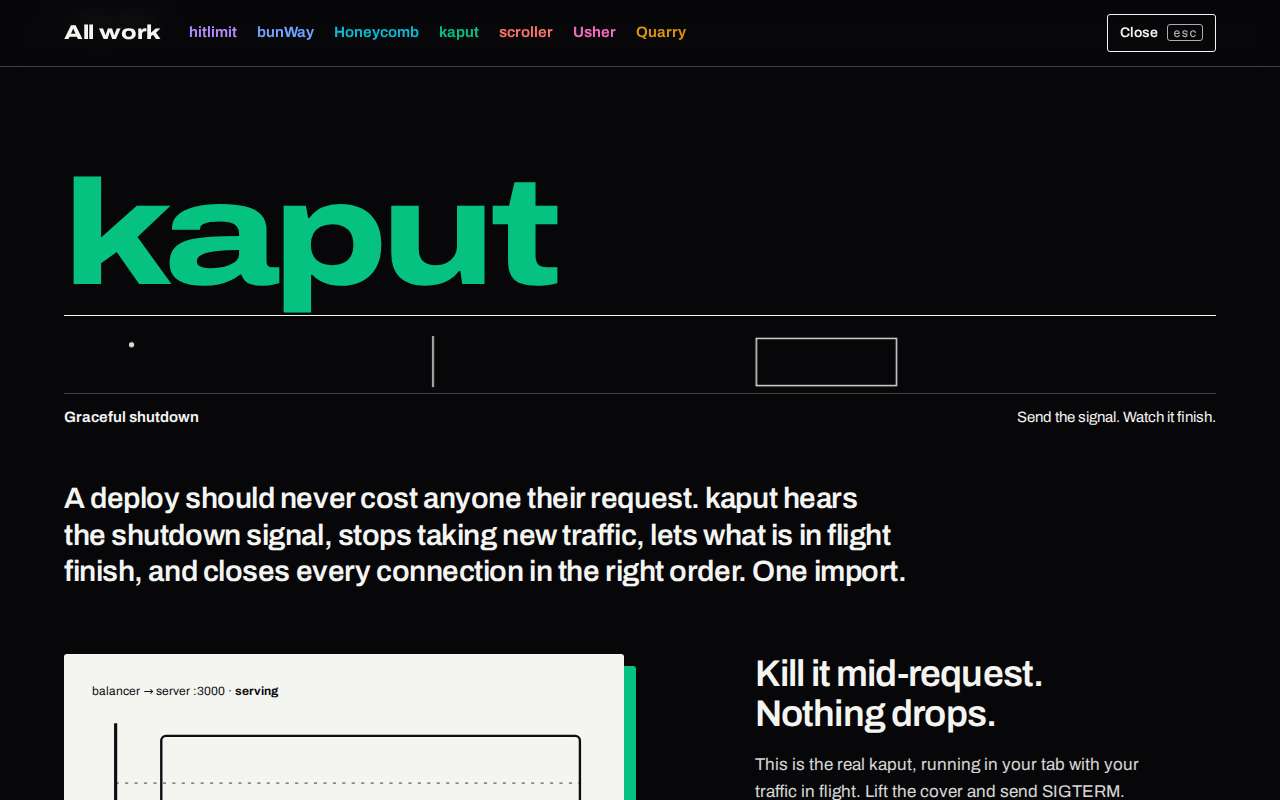 All work hitlimit bunWay Honeycomb kaput scroller Usher Quarry Close esc
kaput
Graceful shutdown Send the signal. Watch it finish.
A deploy should never cost anyone their request. kaput hears
the shutdown signal, stops taking new traffic, lets what is in flight
finish, and closes every connection in the right order. One import.
balancer → server :3000 · serving
Kill it mid-request.
Nothing drops.
This is the real kaput, running in your tab with your
traffic in flight. Lift the cover and send SIGTERM.